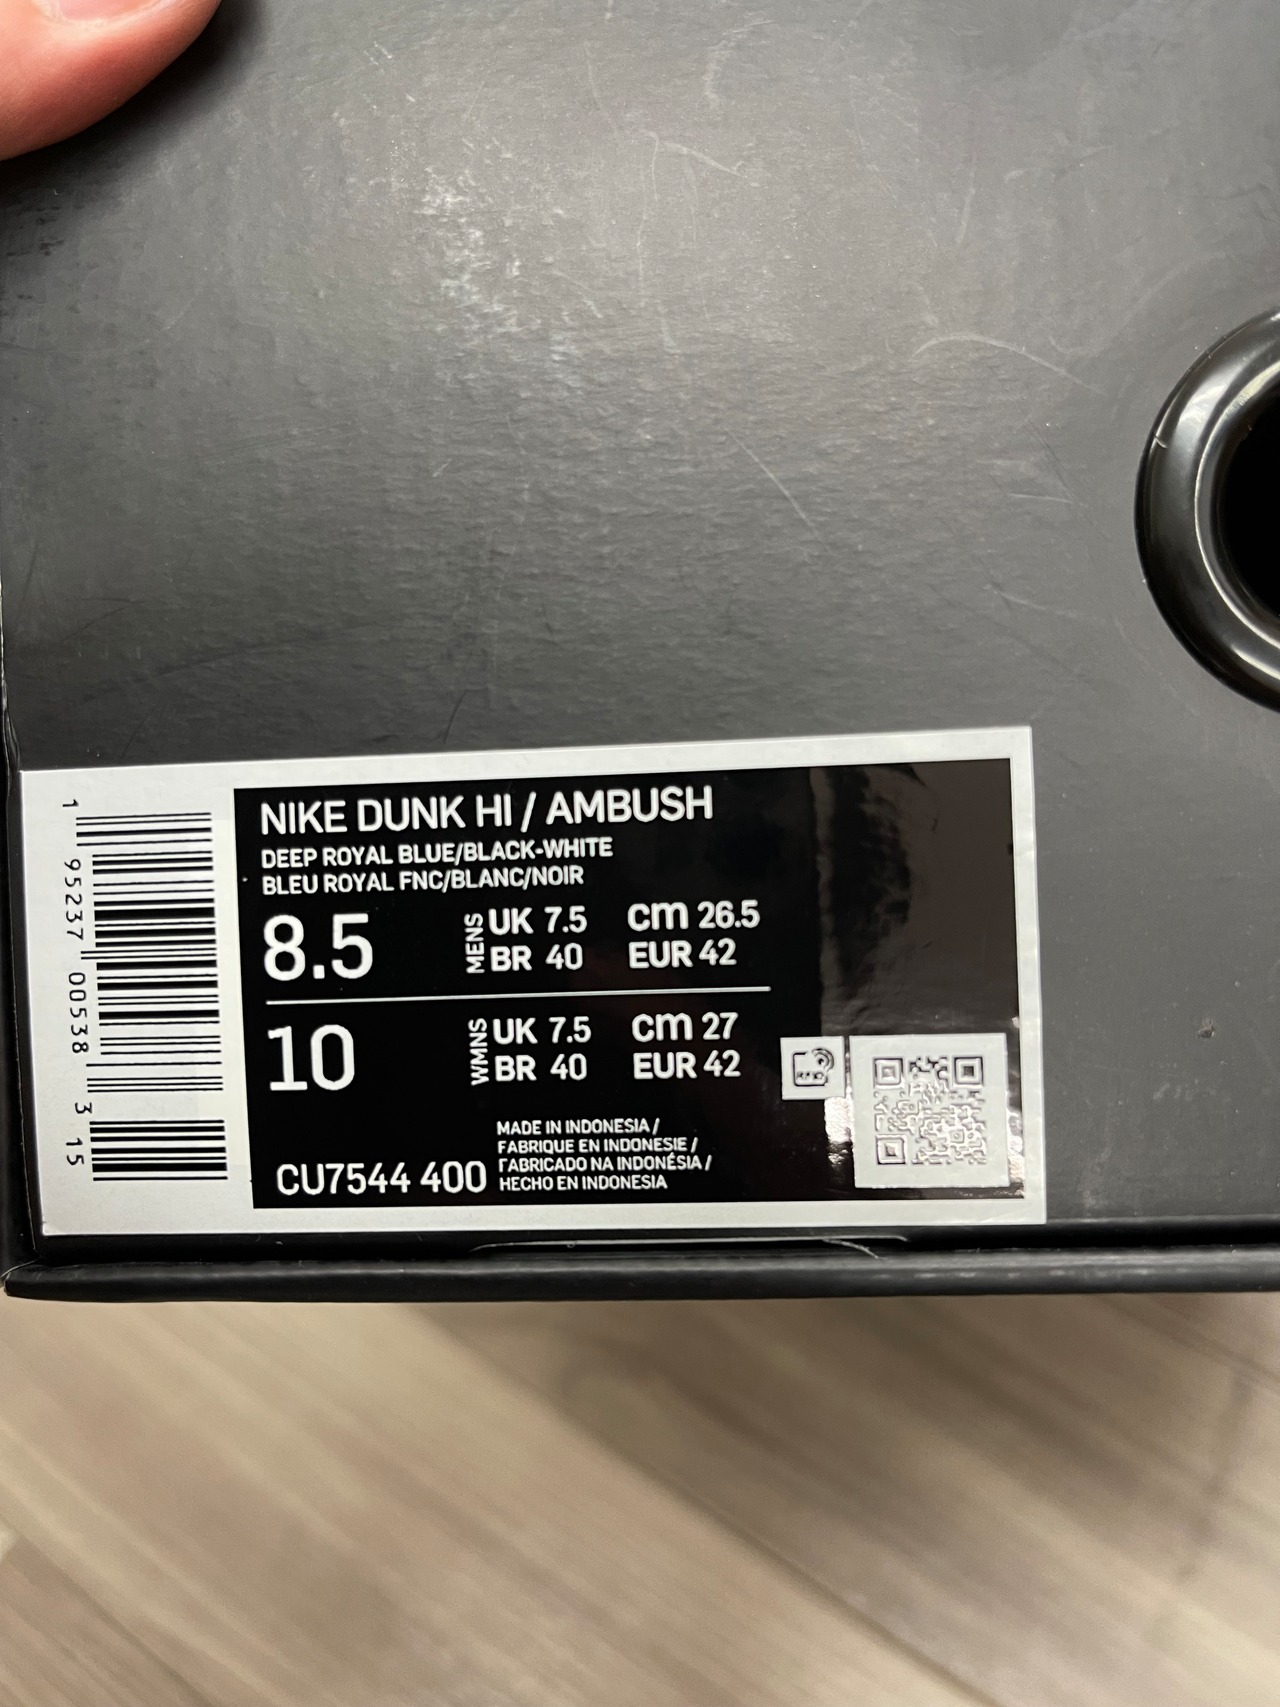 NIKE DUNK HI / AMBUSH
DEEP ROYAL BLUE/BLACK-WHITE
BLEU ROYAL FNC/BLANC/NOIR
8.5 MENS UK 7.5 cm 26.5
BR 40 EUR 42
10 WMNS UK 7.5 cm 27
BR 40 EUR 42
MADE IN INDONESIA /
FABRIQUE EN INDONESIE /
FABRICADO NA INDONÉSIA /
HECHO EN INDONESIA
CU7544 400
1 95237 00538 3 15